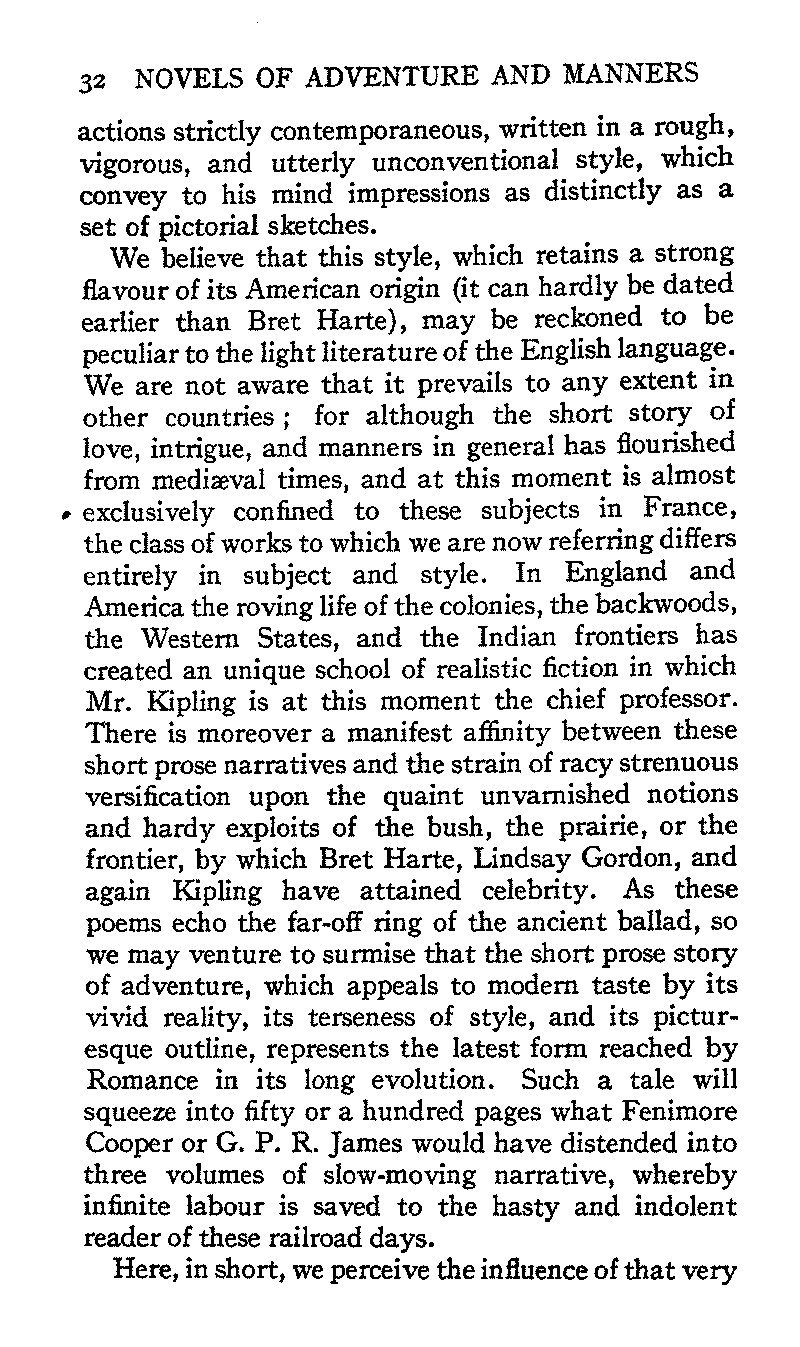 32 NOVELS OF ADVENTURE AND MANNERS
actions strictly contemporaneous, written in a rough,
vigorous, and utterly unconventional style, which
convey to his mind impressions as distinctly as a
set of pictorial sketches.
We believe that this style, which retains a strong
flavour of its American origin (it can hardly be dated
earlier than Bret Harte), may be reckoned to be
peculiar to the light literature of the English language.
We are not aware that it prevails to any extent in
other countries ; for although the short story of
love, intrigue, and manners in general has flourished
from mediæval times, and at this moment is almost
exclusively confined to these subjects in France,
the class of works to which we are now referring differs
entirely in subject and style. In England and
America the roving life of the colonies, the backwoods,
the Western States, and the Indian frontiers has
created an unique school of realistic fiction in which
Mr. Kipling is at this moment the chief professor.
There is moreover a manifest affinity between these
short prose narratives and the strain of racy strenuous
versification upon the quaint unvarnished notions
and hardy exploits of the bush, the prairie, or the
frontier, by which Bret Harte, Lindsay Gordon, and
again Kipling have attained celebrity. As these
poems echo the far-off ring of the ancient ballad, so
we may venture to surmise that the short prose story
of adventure, which appeals to modern taste by its
vivid reality, its terseness of style, and its pictur-
esque outline, represents the latest form reached by
Romance in its long evolution. Such a tale will
squeeze into fifty or a hundred pages what Fenimore
Cooper or G. P. R. James would have distended into
three volumes of slow-moving narrative, whereby
infinite labour is saved to the hasty and indolent
reader of these railroad days.
Here, in short, we perceive the influence of that very